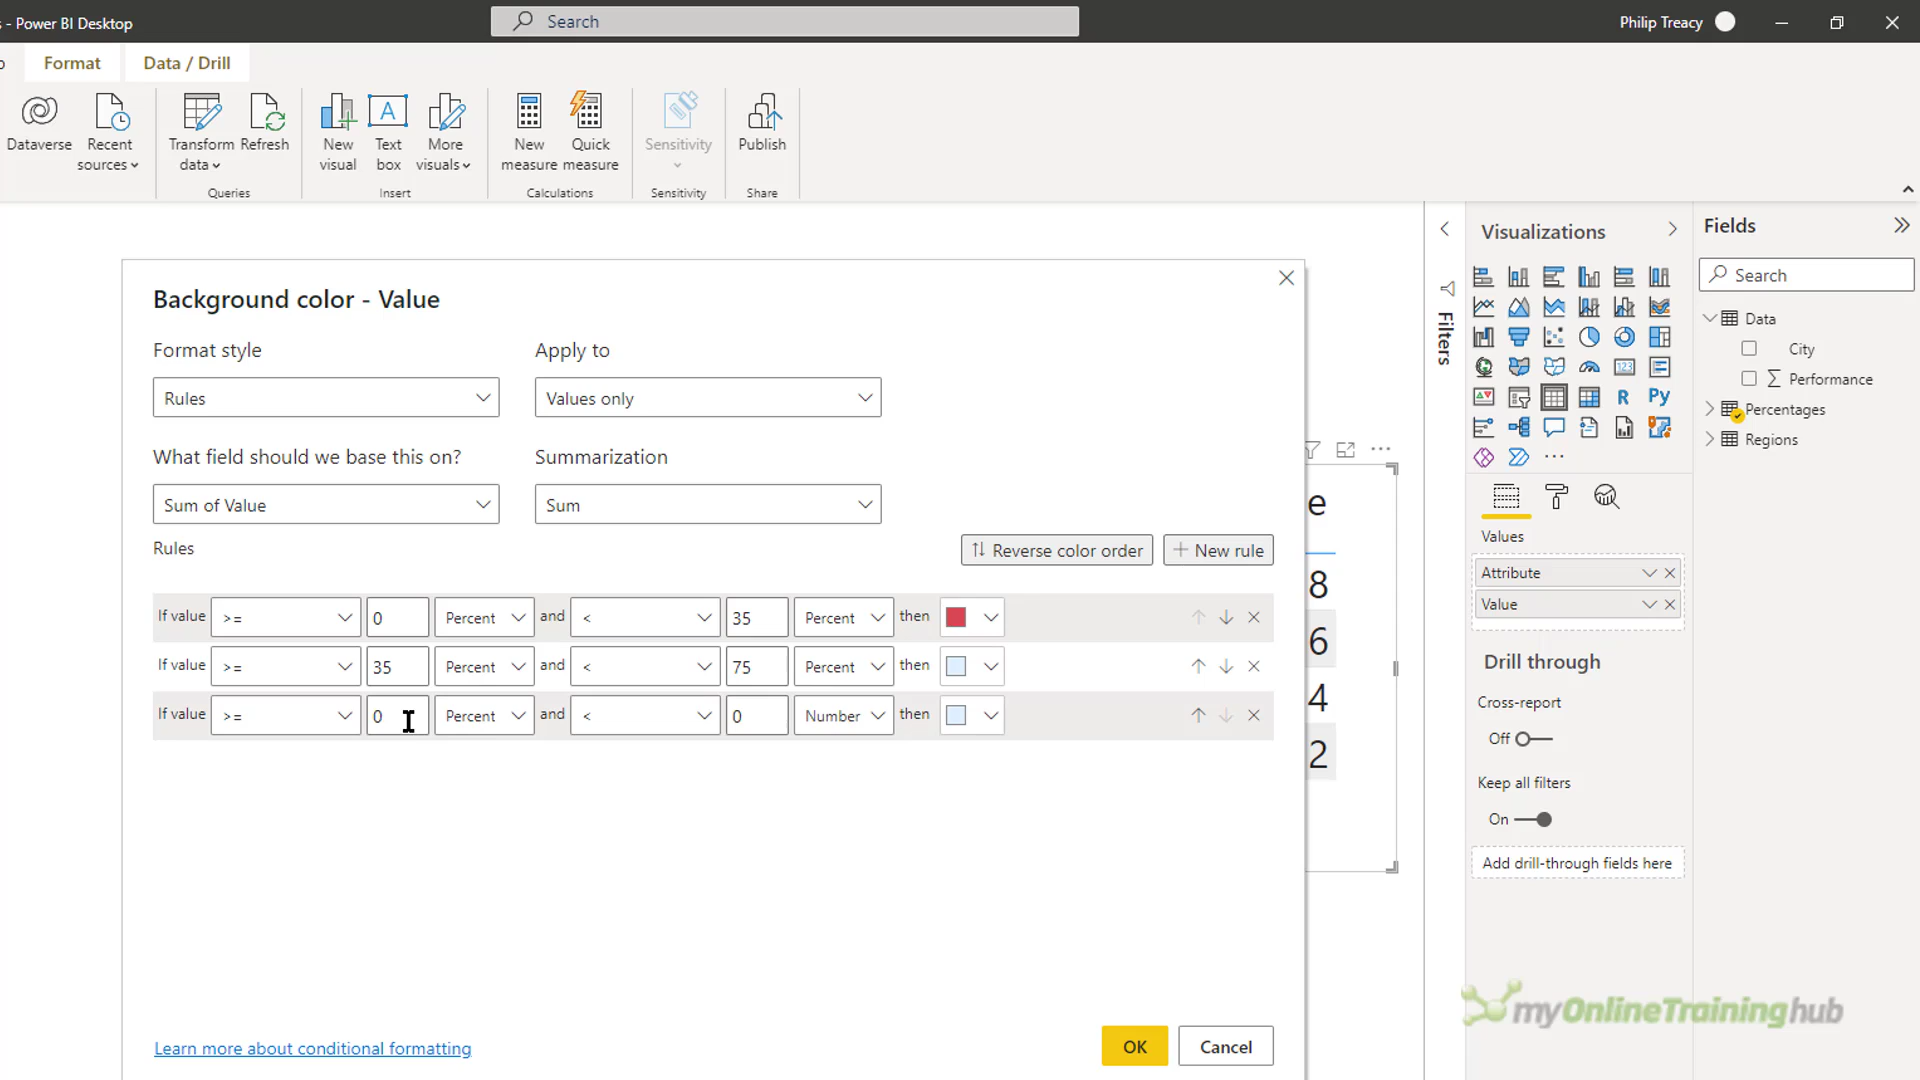 s - Power BI Desktop
Search
Philip Treacy
Format
Data / Drill
Dataverse
Recent sources
Transform data
Refresh
Queries
New visual
A
Text box
More visuals
Insert
New measure
Quick measure
Calculations
Sensitivity
Sensitivity
Publish
Share
Background color - Value
Format style
Apply to
Rules
Values only
What field should we base this on?
Summarization
Sum of Value
Sum
Rules
Reverse color order
New rule
If value >= 0 Percent and < 35 Percent then
If value >= 35 Percent and < 75 Percent then
If value >= 0 Percent and < 0 Number then
Learn more about conditional formatting
OK
Cancel
e
8
6
4
2
Filters
Visualizations
123
R
Py
Values
Attribute
Value
Drill through
Cross-report
Off
Keep all filters
On
Add drill-through fields here
Fields
Search
Data
City
Σ Performance
Percentages
Regions
myOnlineTraininghub